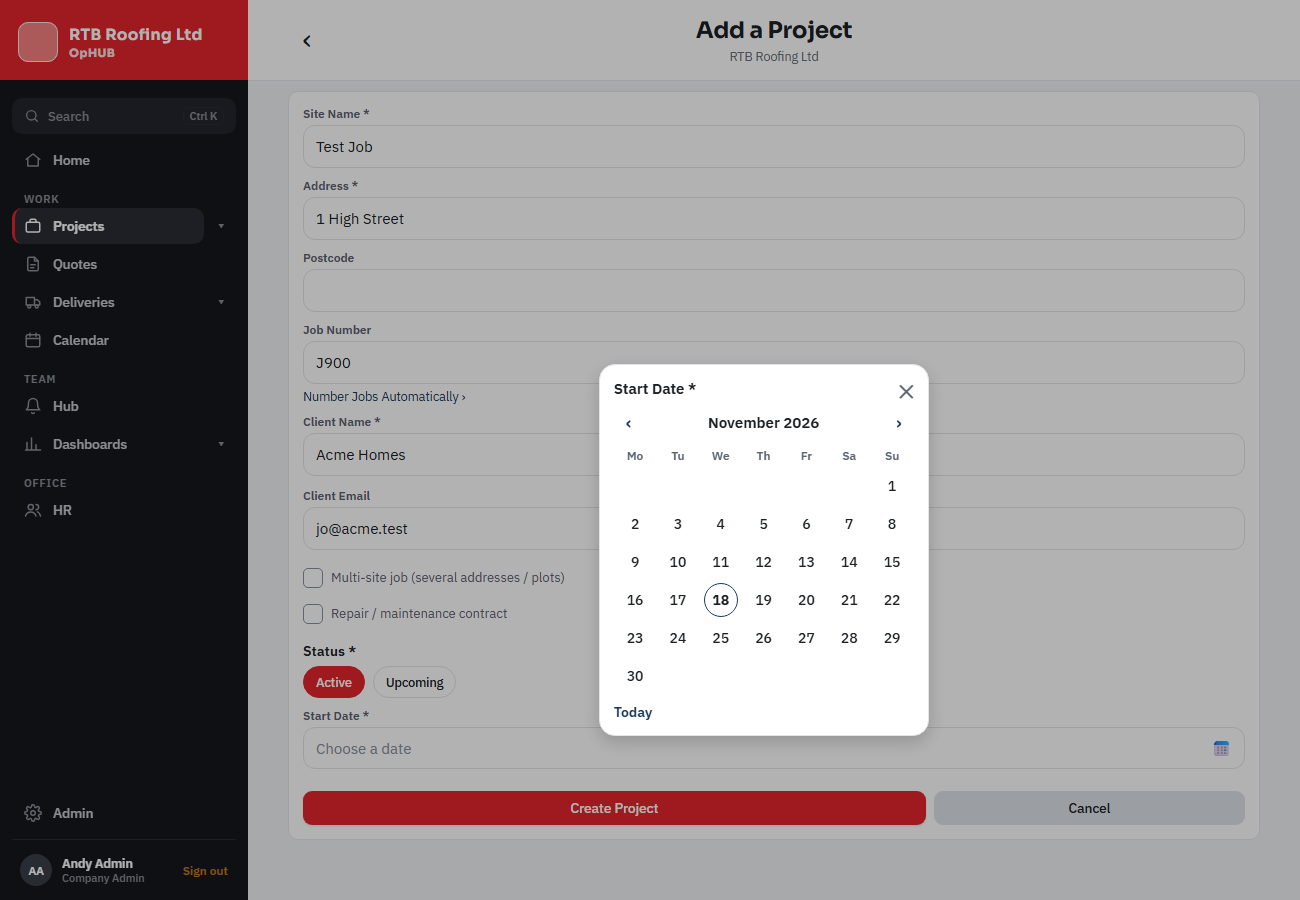 RTB Roofing Ltd
OpHUB
Search
Ctrl K
Home
WORK
Projects
Quotes
Deliveries
Calendar
TEAM
Hub
Dashboards
OFFICE
HR
Admin
AA
Andy Admin
Company Admin
Sign out
Add a Project
RTB Roofing Ltd
Site Name *
Test Job
Address *
1 High Street
Postcode
Job Number
J900
Number Jobs Automatically ›
Client Name *
Acme Homes
Client Email
jo@acme.test
Multi-site job (several addresses / plots)
Repair / maintenance contract
Status *
Active
Upcoming
Start Date *
Choose a date
Create Project
Cancel
Start Date *
‹ November 2026 ›
Mo Tu We Th Fr Sa Su
1
2 3 4 5 6 7 8
9 10 11 12 13 14 15
16 17 18 19 20 21 22
23 24 25 26 27 28 29
30
Today